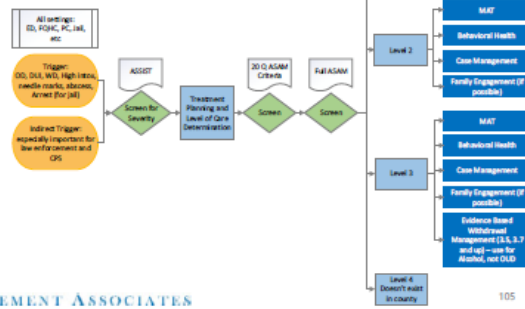 All settings:
ED, FQHC, PC, Jail,
etc
Trigger:
OD, DUI, WD, High intox,
needle marks, abscess,
Arrest (for jail)
Indirect Trigger:
especially important for
law enforcement and
CPS
ASSIST
Screen for
Severity
Treatment
Planning and
Level of Care
Determination
20 Q ASAM
Criteria
Screen
Full ASAM
Screen
Level 2
MAT
Behavioral Health
Case Management
Family Engagement (if
possible)
Level 3
MAT
Behavioral Health
Case Management
Family Engagement (if
possible)
Evidence Based
Withdrawal
Management (3.5, 3.7
and up) – use for
Alcohol, not OUD
Level 4
Doesn't exist
in county
EMENT ASSOCIATES
105